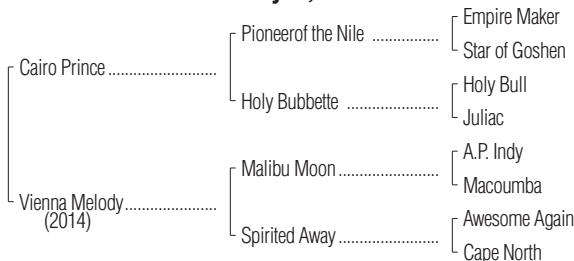 Empire Maker
Pioneerof the Nile ................
Star of Goshen
Cairo Prince ..........................
Holy Bull
Holy Bubbette ......................
Juliac
A.P. Indy
Malibu Moon ........................
Macoumba
Vienna Melody ......................
(2014)
Awesome Again
Spirited Away ........................
Cape North